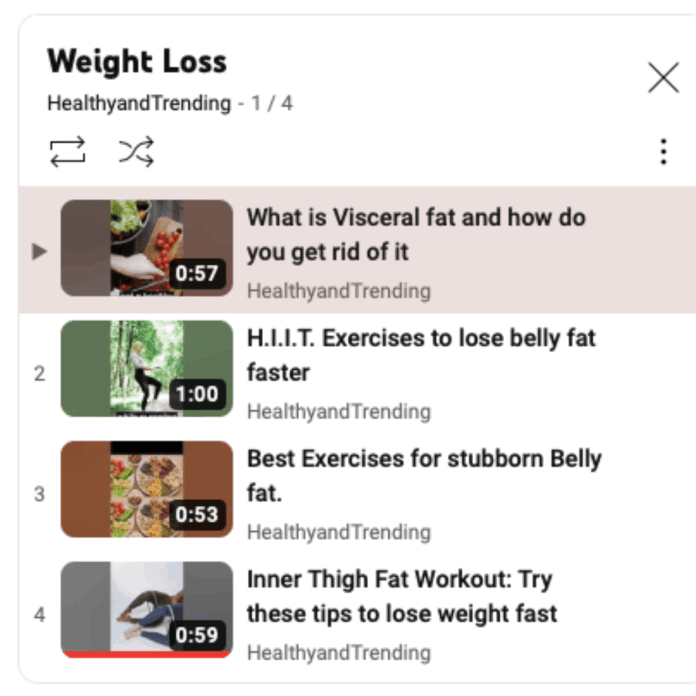 Weight Loss
HealthyandTrending - 1 / 4
What is Visceral fat and how do
you get rid of it
0:57
HealthyandTrending
2
H.I.I.T. Exercises to lose belly fat
faster
1:00
HealthyandTrending
3
Best Exercises for stubborn Belly
fat.
0:53
HealthyandTrending
4
Inner Thigh Fat Workout: Try
these tips to lose weight fast
0:59
HealthyandTrending